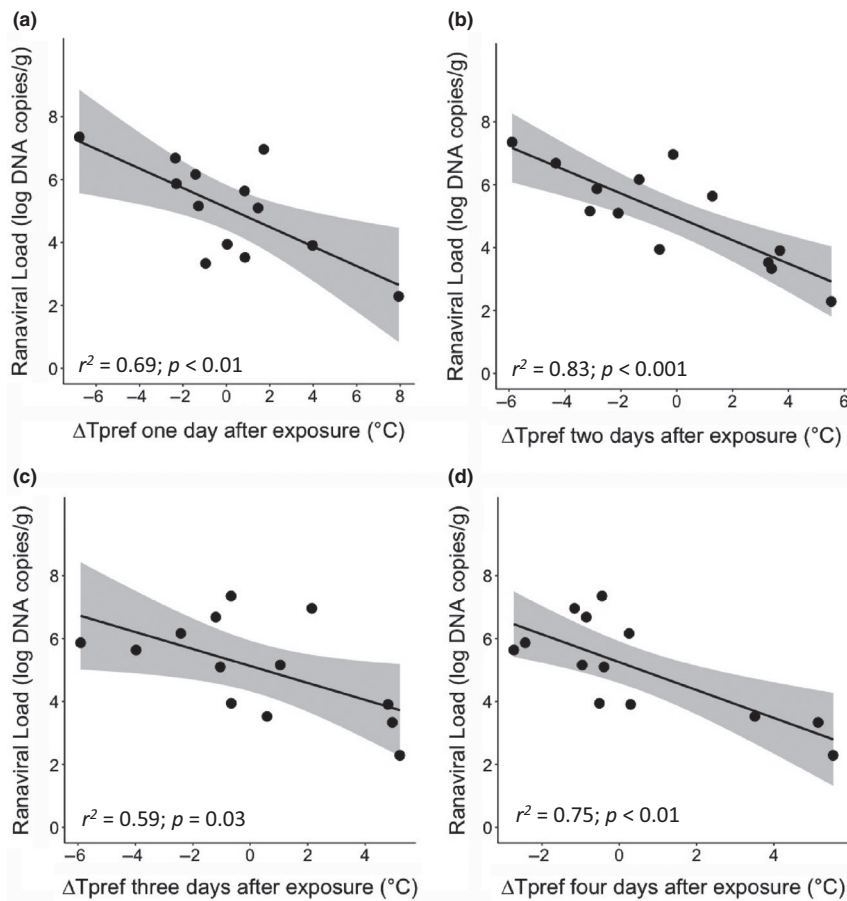 (a)
Ranaviral Load (log DNA copies/g)
8
6
4
2
0
r² = 0.69; p < 0.01
−6 −4 −2 0 2 4 6 8
ΔTpref one day after exposure (°C)
(b)
Ranaviral Load (log DNA copies/g)
8
6
4
2
0
r² = 0.83; p < 0.001
−6 −4 −2 0 2 4 6
ΔTpref two days after exposure (°C)
(c)
Ranaviral Load (log DNA copies/g)
8
6
4
2
0
r² = 0.59; p = 0.03
−6 −4 −2 0 2 4
ΔTpref three days after exposure (°C)
(d)
Ranaviral Load (log DNA copies/g)
8
6
4
2
0
r² = 0.75; p < 0.01
−2 0 2 4
ΔTpref four days after exposure (°C)